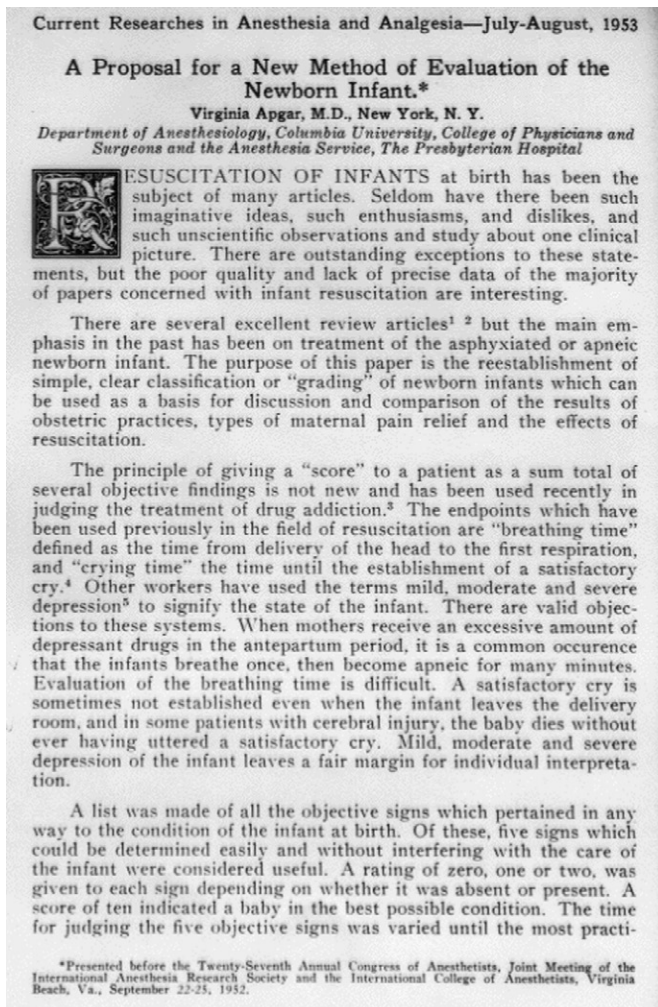 Current Researches in Anesthesia and Analgesia—July-August, 1953
A Proposal for a New Method of Evaluation of the
Newborn Infant.*
Virginia Apgar, M.D., New York, N. Y.
Department of Anesthesiology, Columbia University, College of Physicians and
Surgeons and the Anesthesia Service, The Presbyterian Hospital
RESUSCITATION OF INFANTS at birth has been the
subject of many articles. Seldom have there been such
imaginative ideas, such enthusiasms, and dislikes, and
such unscientific observations and study about one clinical
picture. There are outstanding exceptions to these state-
ments, but the poor quality and lack of precise data of the majority
of papers concerned with infant resuscitation are interesting.
There are several excellent review articles¹ ² but the main em-
phasis in the past has been on treatment of the asphyxiated or apneic
newborn infant. The purpose of this paper is the reestablishment of
simple, clear classification or "grading" of newborn infants which can
be used as a basis for discussion and comparison of the results of
obstetric practices, types of maternal pain relief and the effects of
resuscitation.
The principle of giving a "score" to a patient as a sum total of
several objective findings is not new and has been used recently in
judging the treatment of drug addiction.³ The endpoints which have
been used previously in the field of resuscitation are "breathing time"
defined as the time from delivery of the head to the first respiration,
and "crying time" the time until the establishment of a satisfactory
cry.⁴ Other workers have used the terms mild, moderate and severe
depression⁵ to signify the state of the infant. There are valid objec-
tions to these systems. When mothers receive an excessive amount of
depressant drugs in the antepartum period, it is a common occurence
that the infants breathe once, then become apneic for many minutes.
Evaluation of the breathing time is difficult. A satisfactory cry is
sometimes not established even when the infant leaves the delivery
room, and in some patients with cerebral injury, the baby dies without
ever having uttered a satisfactory cry. Mild, moderate and severe
depression of the infant leaves a fair margin for individual interpreta-
tion.
A list was made of all the objective signs which pertained in any
way to the condition of the infant at birth. Of these, five signs which
could be determined easily and without interfering with the care of
the infant were considered useful. A rating of zero, one or two, was
given to each sign depending on whether it was absent or present. A
score of ten indicated a baby in the best possible condition. The time
for judging the five objective signs was varied until the most practi-
*Presented before the Twenty-Seventh Annual Congress of Anesthetists, Joint Meeting of the
International Anesthesia Research Society and the International College of Anesthetists, Virginia
Beach, Va., September 22-25, 1952.